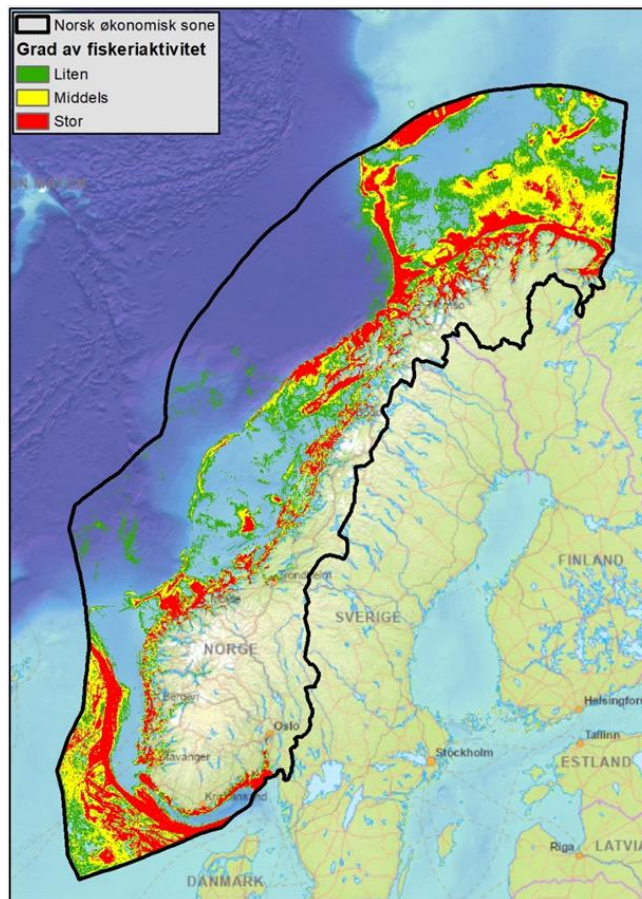 Norsk økonomisk sone
Grad av fiskeriaktivitet
Liten
Middels
Stor
Tromsø
FINLAND
Trondheim
SVERIGE
NORGE
Bergen
Helsingfors
Oslo
Tallinn
Stavanger
Stockholm
ESTLAND
Riga
LATVIA
DANMARK